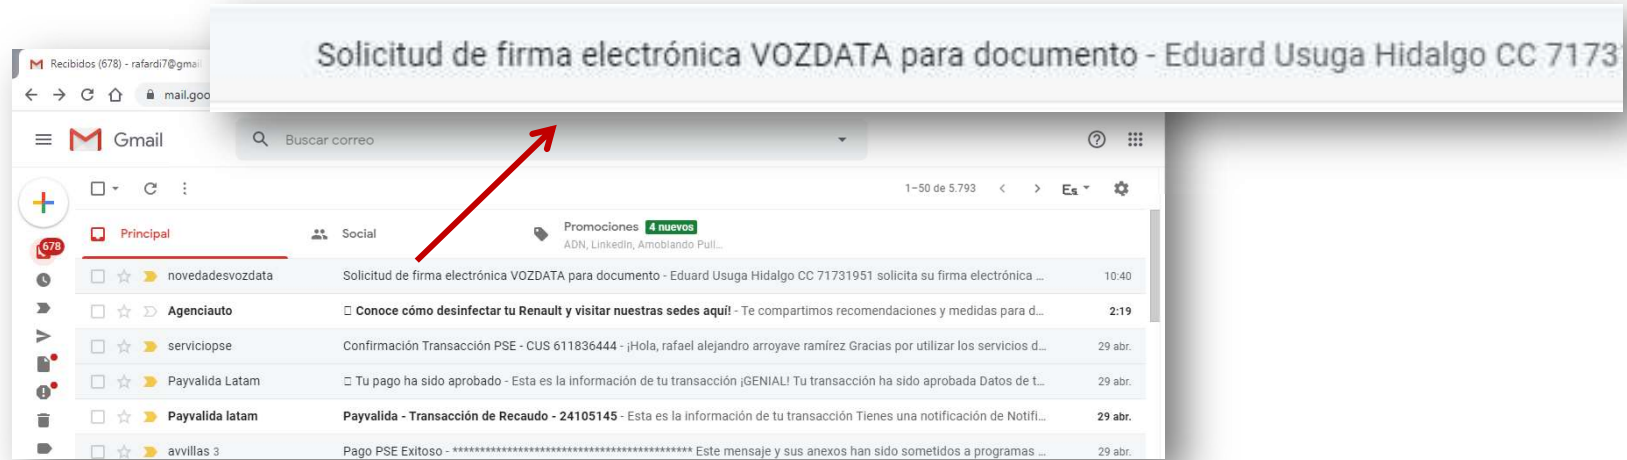 Solicitud de firma electrónica VOZDATA para documento - Eduard Usuga Hidalgo CC 7173
Recibidos (678) - rafardi7@gmai
mail.goo
Gmail
Buscar correo
1–50 de 5.793
Es
Principal
Social
Promociones 4 nuevos
ADN, LinkedIn, Amoblando Pull...
678
novedadesvozdata Solicitud de firma electrónica VOZDATA para documento - Eduard Usuga Hidalgo CC 71731951 solicita su firma electrónica ... 10:40
Agenciauto Conoce cómo desinfectar tu Renault y visitar nuestras sedes aquí! - Te compartimos recomendaciones y medidas para d... 2:19
serviciopse Confirmación Transacción PSE - CUS 611836444 - ¡Hola, rafael alejandro arroyave ramírez Gracias por utilizar los servicios d... 29 abr.
Payvalida Latam Tu pago ha sido aprobado - Esta es la información de tu transacción ¡GENIAL! Tu transacción ha sido aprobada Datos de t... 29 abr.
Payvalida latam Payvalida - Transacción de Recaudo - 24105145 - Esta es la información de tu transacción Tienes una notificación de Notifi... 29 abr.
avvillas 3 Pago PSE Exitoso - ******************************************** Este mensaje y sus anexos han sido sometidos a programas ... 29 abr.